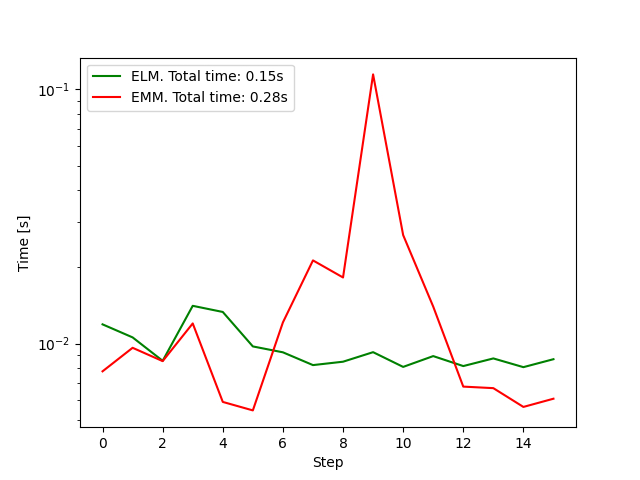 ELM. Total time: 0.15s
EMM. Total time: 0.28s
10⁻¹
10⁻²
Time [s]
0 2 4 6 8 10 12 14
Step